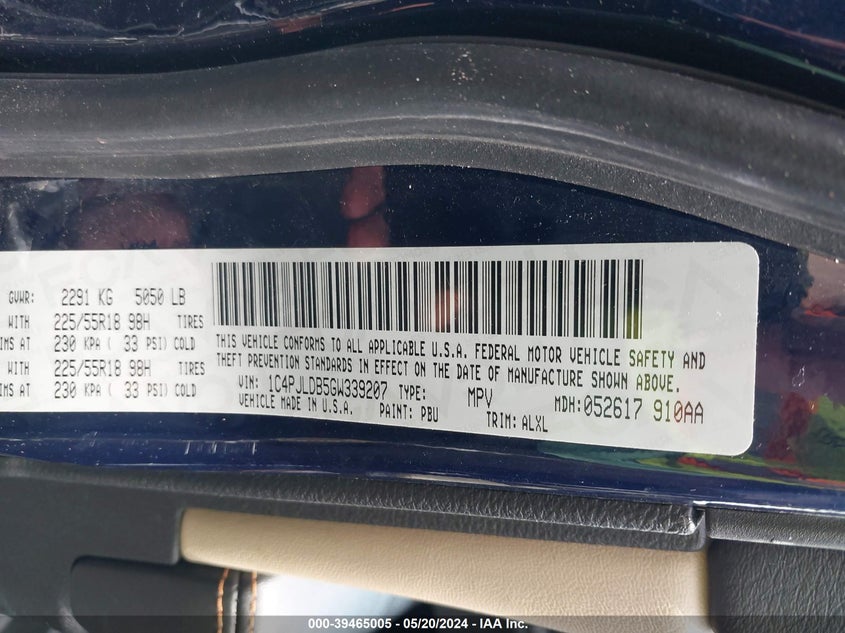 GVWR: 2291 KG 5050 LB
WITH 225/55R18 98H TIRES
IMS AT 230 KPA ( 33 PSI) COLD
WITH 225/55R18 98H TIRES
IMS AT 230 KPA ( 33 PSI) COLD
THIS VEHICLE CONFORMS TO ALL APPLICABLE U.S.A. FEDERAL MOTOR VEHICLE SAFETY AND
THEFT PREVENTION STANDARDS IN EFFECT ON THE DATE OF MANUFACTURE SHOWN ABOVE.
VIN: 1C4PJLDB5GW339207 TYPE: MPV MDH:052617 910AA
VEHICLE MADE IN U.S.A. PAINT: PBU TRIM: ALXL
000-39465005 - 05/20/2024 - IAA Inc.